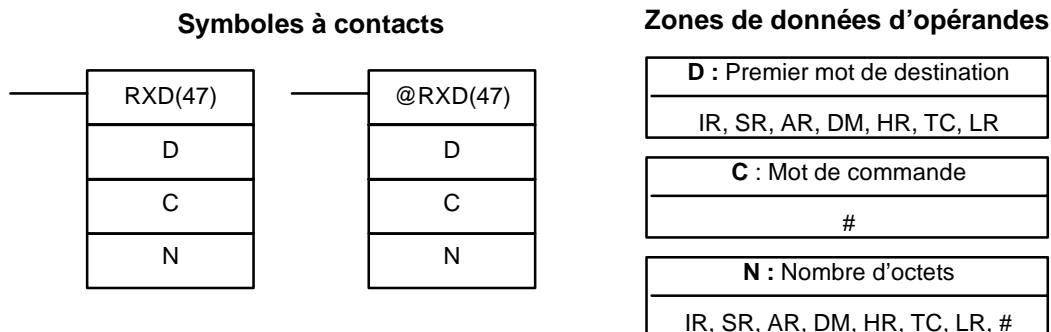 Symboles à contacts
RXD(47)
D
C
N
@RXD(47)
D
C
N
Zones de données d’opérandes
D : Premier mot de destination
IR, SR, AR, DM, HR, TC, LR
C : Mot de commande
#
N : Nombre d’octets
IR, SR, AR, DM, HR, TC, LR, #